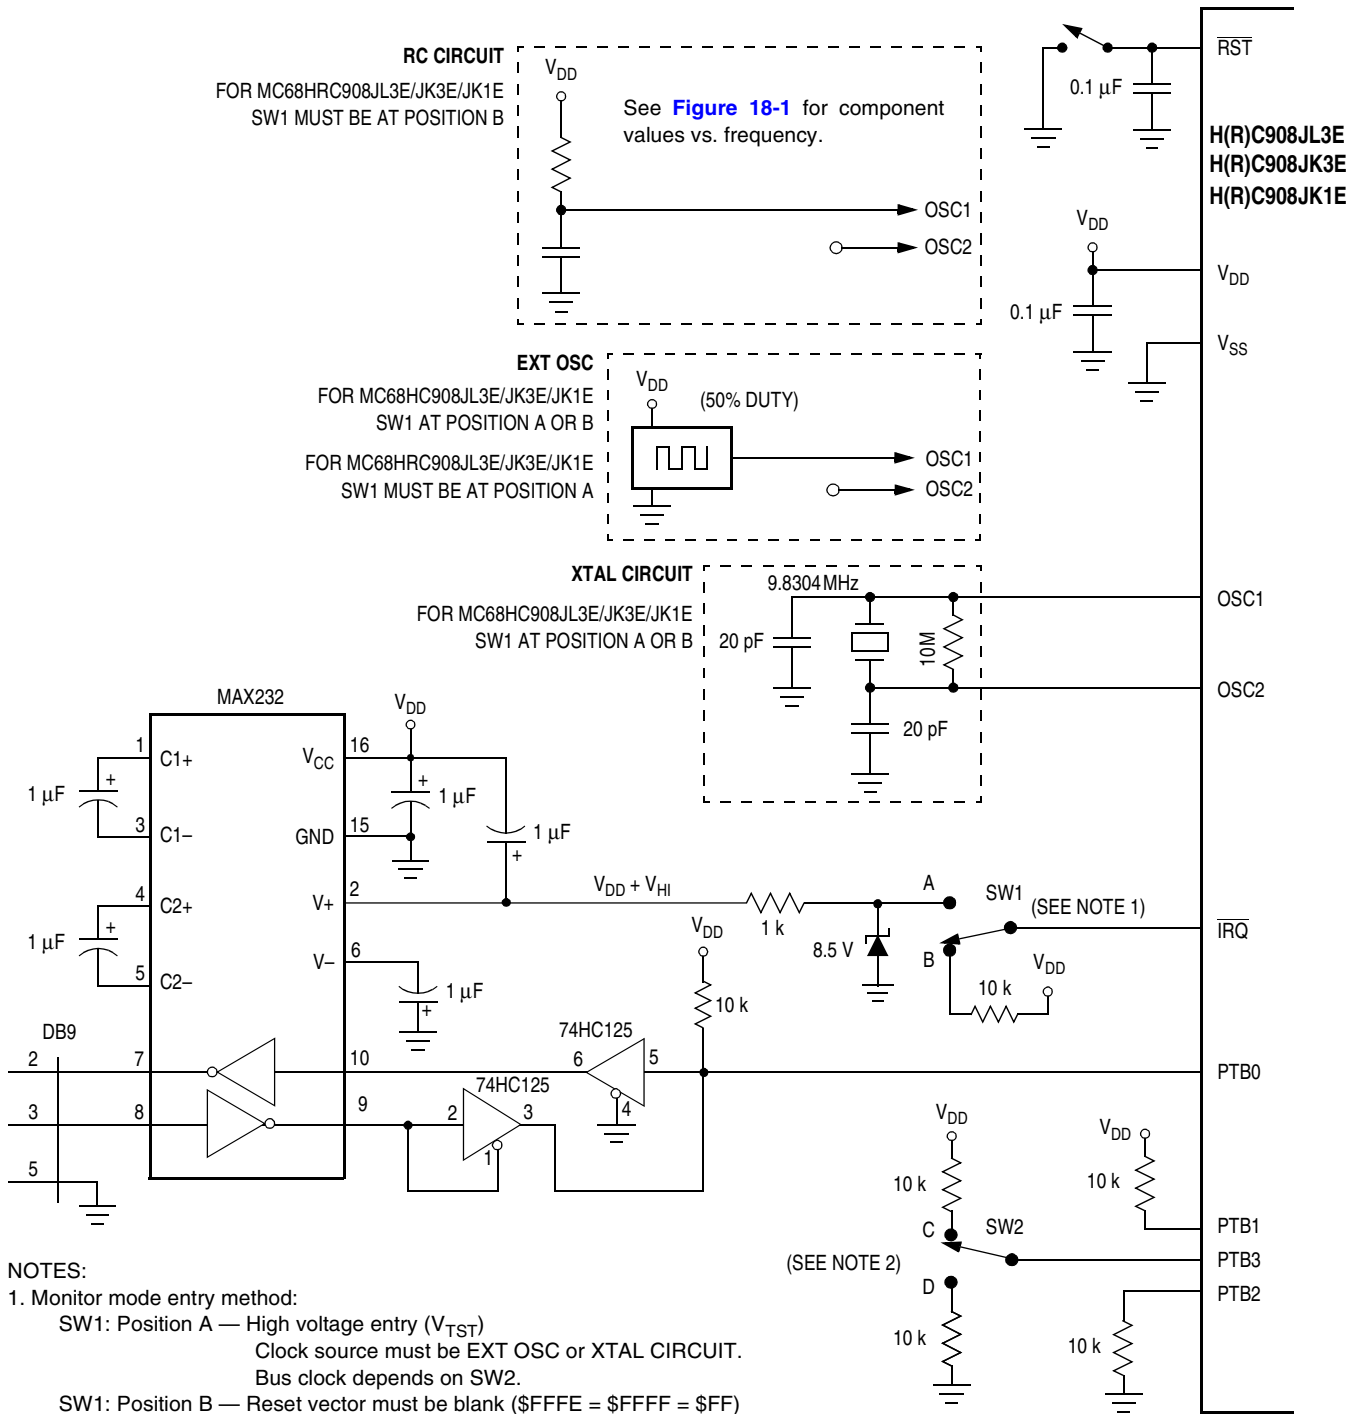 RC CIRCUIT
FOR MC68HRC908JL3E/JK3E/JK1E
SW1 MUST BE AT POSITION B
VDD
See Figure 18-1 for component
values vs. frequency.
OSC1
OSC2
RST
0.1 µF
H(R)C908JL3E
H(R)C908JK3E
H(R)C908JK1E
VDD
VDD
0.1 µF
VSS
EXT OSC
FOR MC68HC908JL3E/JK3E/JK1E
SW1 AT POSITION A OR B
FOR MC68HRC908JL3E/JK3E/JK1E
SW1 MUST BE AT POSITION A
VDD
(50% DUTY)
OSC1
OSC2
XTAL CIRCUIT
FOR MC68HC908JL3E/JK3E/JK1E
SW1 AT POSITION A OR B
9.8304MHz
20 pF
10M
20 pF
OSC1
OSC2
MAX232
VDD
1
C1+
VCC
16
1 µF
+
+
1 µF
3
C1–
GND
15
1 µF
+
4
C2+
V+
2
VDD + VHI
1 k
8.5 V
A
SW1
(SEE NOTE 1)
IRQ
B
VDD
10 k
1 µF
+
5
C2–
V–
6
1 µF
+
VDD
10 k
DB9
2
7
10
74HC125
6
5
4
PTB0
3
8
9
74HC125
2
3
1
5
VDD
10 k
VDD
10 k
C
SW2
PTB1
(SEE NOTE 2)
PTB3
D
PTB2
10 k
10 k
NOTES:
1. Monitor mode entry method:
SW1: Position A — High voltage entry (VTST)
Clock source must be EXT OSC or XTAL CIRCUIT.
Bus clock depends on SW2.
SW1: Position B — Reset vector must be blank ($FFFE = $FFFF = $FF)